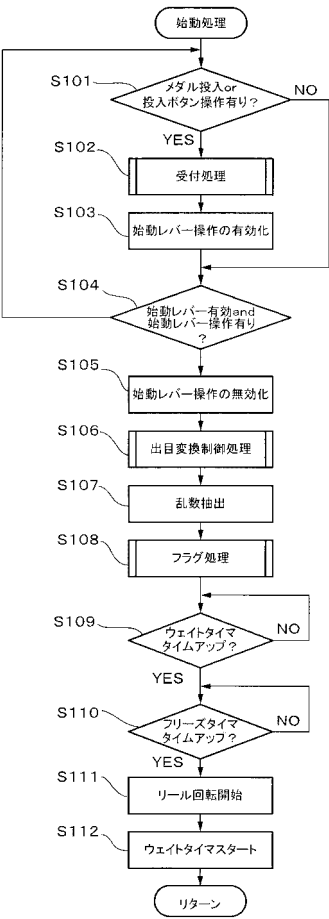 始動処理
S101
メダル投入or
投入ボタン操作有り?
NO
YES
S102
受付処理
S103
始動レバー操作の有効化
S104
始動レバー有効and
始動レバー操作有り
?
S105
始動レバー操作の無効化
S106
出目変換制御処理
S107
乱数抽出
S108
フラグ処理
S109
ウェイトタイマ
タイムアップ?
NO
YES
S110
フリーズタイマ
タイムアップ?
NO
YES
S111
リール回転開始
S112
ウェイトタイマスタート
リターン